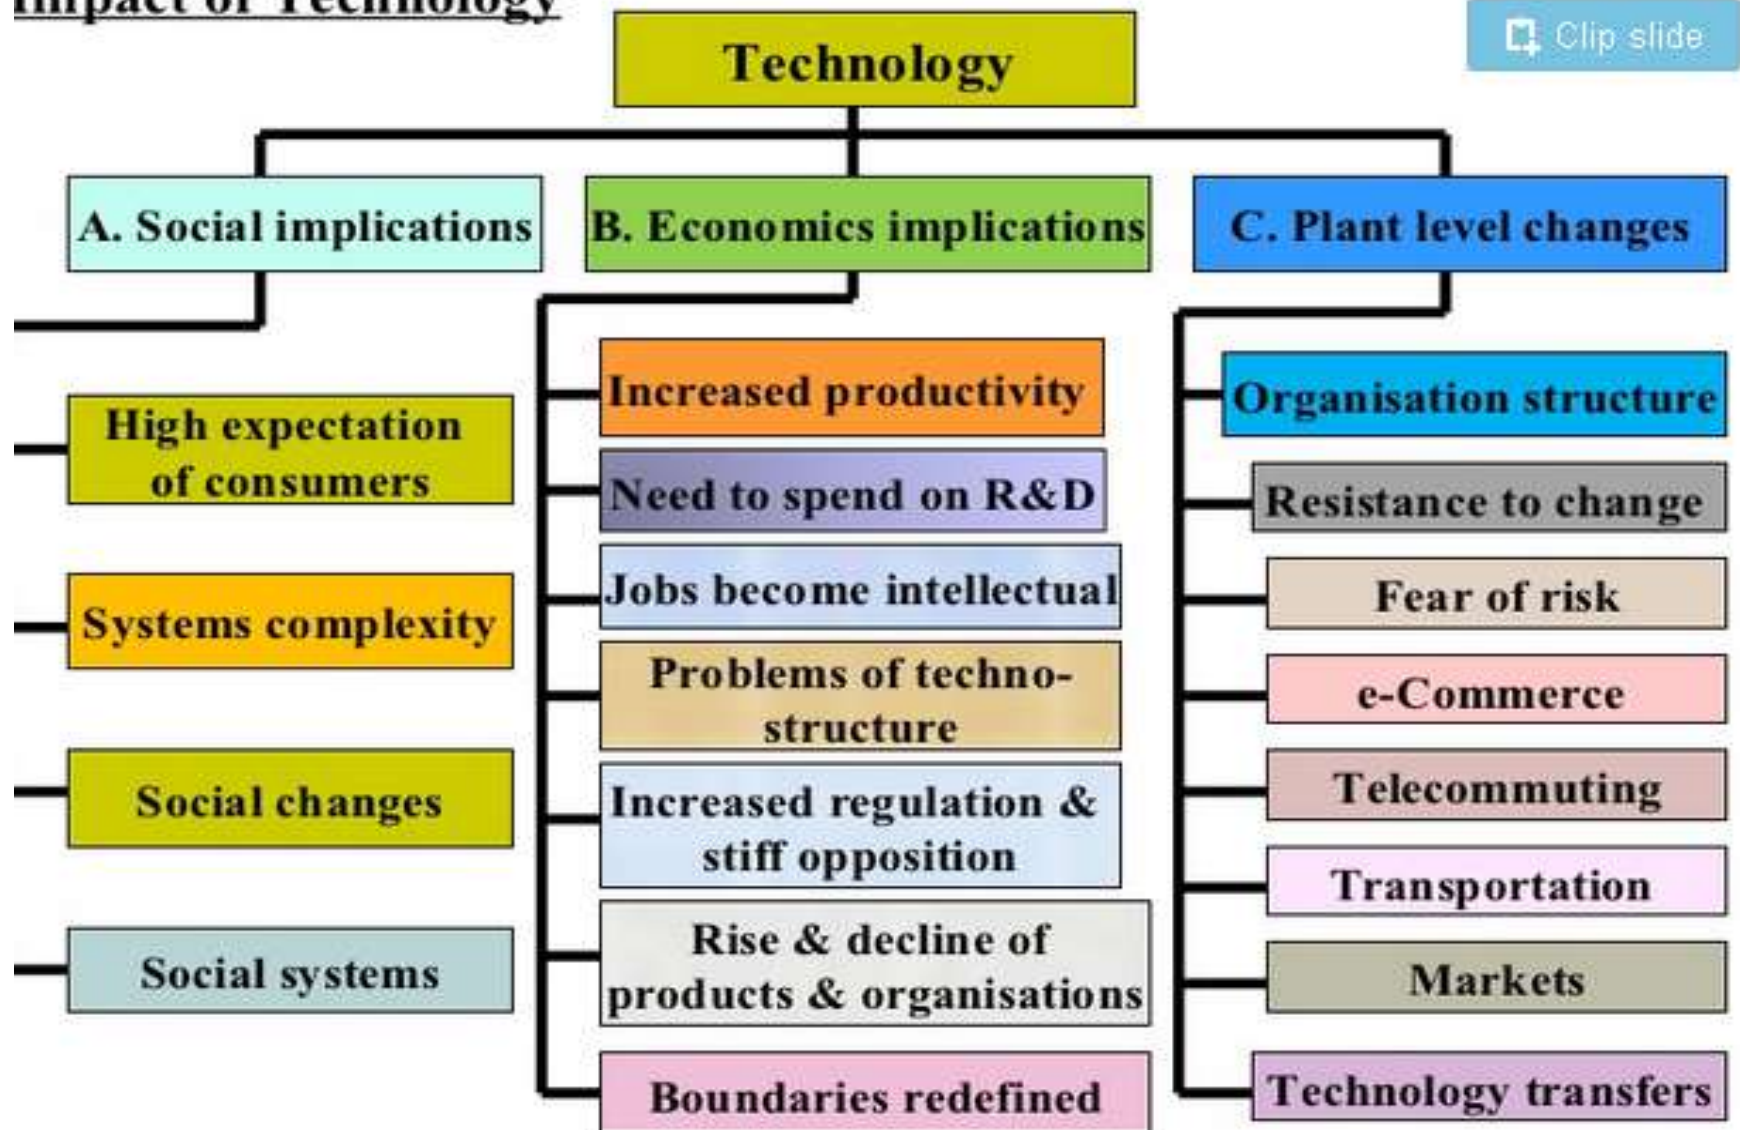 Impact of Technology
Clip slide
Technology
A. Social implications
B. Economics implications
C. Plant level changes
High expectation
of consumers
Systems complexity
Social changes
Social systems
Increased productivity
Need to spend on R&D
Jobs become intellectual
Problems of techno-
structure
Increased regulation &
stiff opposition
Rise & decline of
products & organisations
Boundaries redefined
Organisation structure
Resistance to change
Fear of risk
e-Commerce
Telecommuting
Transportation
Markets
Technology transfers